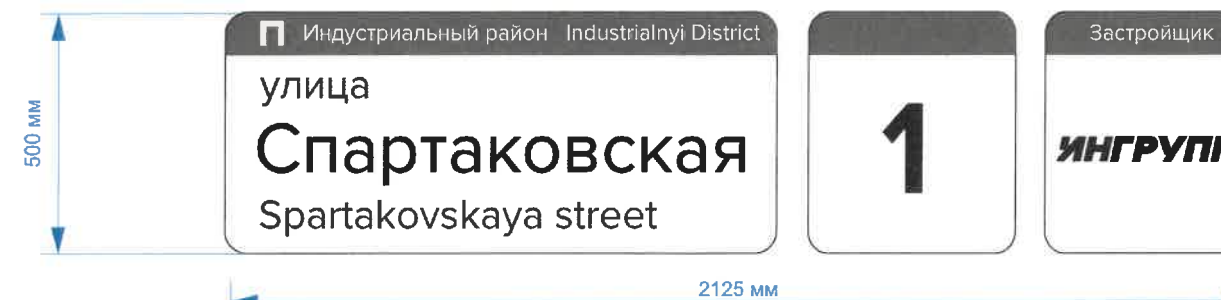 П Индустриальный район Industrialnyi District
улица
Спартаковская
Spartakovskaya street
1
Застройщик
500 мм
2125 мм